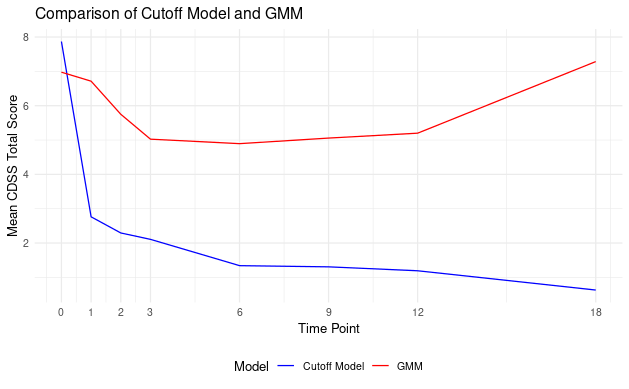 Comparison of Cutoff Model and GMM
Mean CDSS Total Score
8
6
4
2
0 1 2 3 6 9 12 18
Time Point
Model Cutoff Model GMM